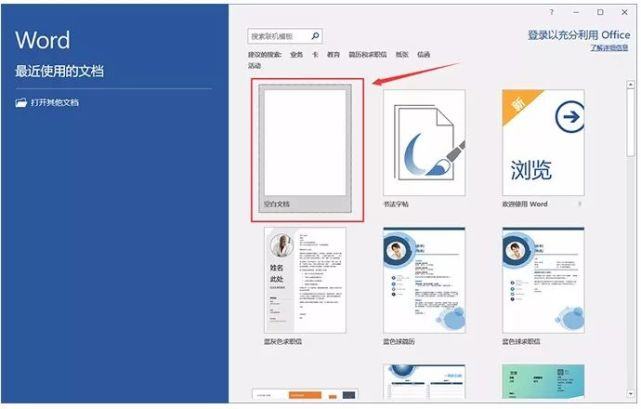 Word
最近使用的文档
打开其他文档
搜索联机模板
登录以充分利用 Office
了解详细信息
建议的搜索: 业务 卡 教育 简历和求职信 纸张 信函
活动
新
浏览
空白文档
书法字帖
欢迎使用 Word
姓名
此处
蓝灰色求职信
蓝色球简历
蓝色球求职信